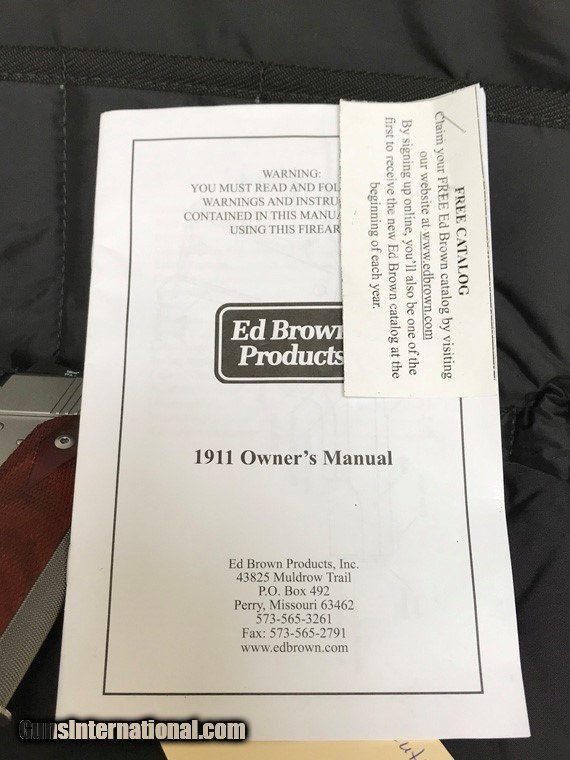 WARNING:
YOU MUST READ AND
WARNINGS AND
CONTAINED IN THIS
USING THIS
Ed Brown
Products
1911 Owner's Manual
Ed Brown Products, Inc.
43825 Muldrow Trail
P.O. Box 492
Perry, Missouri 63462
573-565-3261
Fax: 573-565-2791
www.edbrown.com
FREE CATALOG
Claim your FREE Ed Brown catalog by visiting
our website at www.edbrown.com
By signing up online, you'll also be one of the
first to receive the new Ed Brown catalog at the
beginning of each year.
GunsInternational.com